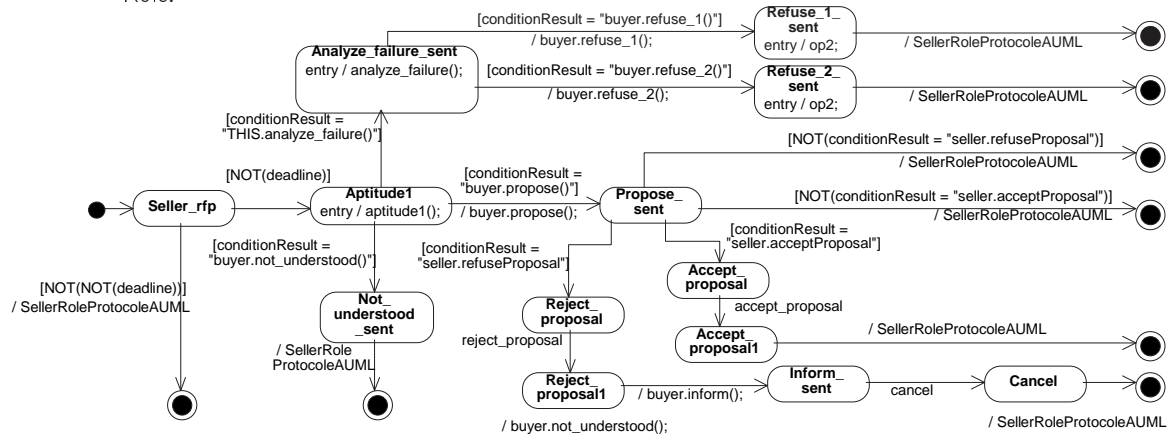 Role.
[conditionResult = "buyer.refuse_1()"]
/ buyer.refuse_1();
Refuse_1_
sent
entry / op2;
/ SellerRoleProtocoleAUML
Analyze_failure_sent
entry / analyze_failure();
[conditionResult = "buyer.refuse_2()"]
/ buyer.refuse_2();
Refuse_2_
sent
entry / op2;
/ SellerRoleProtocoleAUML
[conditionResult =
"THIS.analyze_failure()"]
[NOT(conditionResult = "seller.refuseProposal")]
/ SellerRoleProtocoleAUML
[NOT(deadline)]
Seller_rfp
Aptitude1
entry / aptitude1();
[conditionResult =
"buyer.propose()"]
/ buyer.propose();
Propose_
sent
[NOT(conditionResult = "seller.acceptProposal")]
/ SellerRoleProtocoleAUML
[conditionResult =
"buyer.not_understood()"]
[conditionResult =
"seller.refuseProposal"]
[conditionResult =
"seller.acceptProposal"]
[NOT(NOT(deadline))]
/ SellerRoleProtocoleAUML
Not_
understood
_sent
Reject_
proposal
Accept_
proposal
accept_proposal
/ SellerRole
ProtocoleAUML
reject_proposal
Accept_
proposal1
/ SellerRoleProtocoleAUML
Reject_
proposal1
/ buyer.inform();
Inform_
sent
cancel
Cancel
/ buyer.not_understood();
/ SellerRoleProtocoleAUML